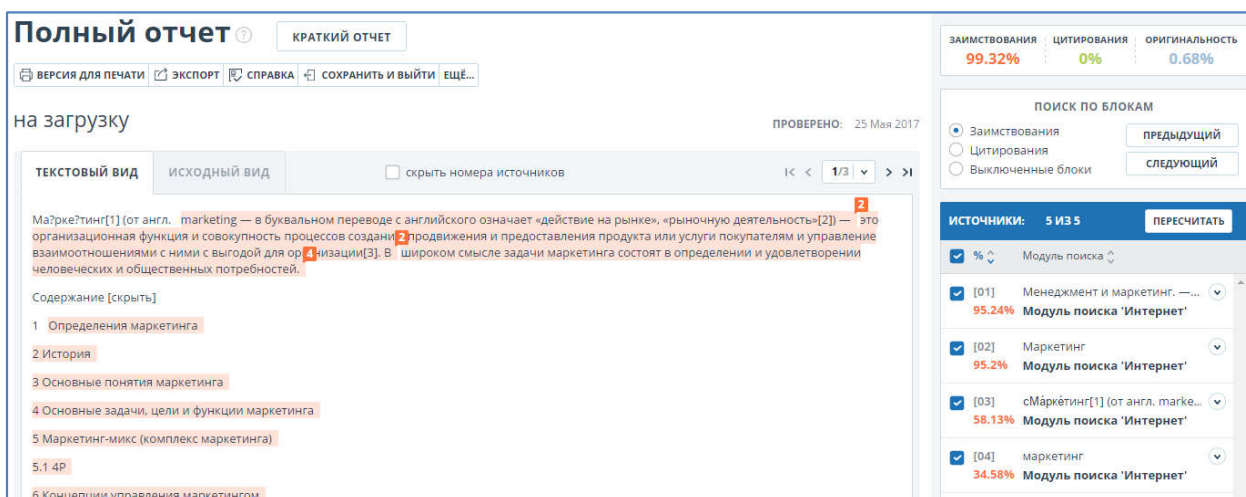 Полный отчет ? КРАТКИЙ ОТЧЕТ
ВЕРСИЯ ДЛЯ ПЕЧАТИ ЭКСПОРТ СПРАВКА СОХРАНИТЬ И ВЫЙТИ ЕЩЁ...
на загрузку
ПРОВЕРЕНО: 25 Мая 2017
ТЕКСТОВЫЙ ВИД ИСХОДНЫЙ ВИД скрыть номера источников 1/3
2
Ма?рке?тинг[1] (от англ. marketing — в буквальном переводе с английского означает «действие на рынке», «рыночную деятельность»[2]) — это
организационная функция и совокупность процессов создани 2 продвижения и предоставления продукта или услуги покупателям и управление
взаимоотношениями с ними с выгодой для ор 4 низации[3]. В широком смысле задачи маркетинга состоят в определении и удовлетворении
человеческих и общественных потребностей.
Содержание [скрыть]
1 Определения маркетинга
2 История
3 Основные понятия маркетинга
4 Основные задачи, цели и функции маркетинга
5 Маркетинг-микс (комплекс маркетинга)
5.1 4P
6 Концепции управления маркетингом
ЗАИМСТВОВАНИЯ ЦИТИРОВАНИЯ ОРИГИНАЛЬНОСТЬ
99.32% 0% 0.68%
ПОИСК ПО БЛОКАМ
Заимствования ПРЕДЫДУЩИЙ
Цитирования
Выключенные блоки СЛЕДУЮЩИЙ
ИСТОЧНИКИ: 5 ИЗ 5 ПЕРЕСЧИТАТЬ
% Модуль поиска
[01] Менеджмент и маркетинг. —...
95.24% Модуль поиска 'Интернет'
[02] Маркетинг
95.2% Модуль поиска 'Интернет'
[03] сМа́рке́тинг[1] (от англ. marke...
58.13% Модуль поиска 'Интернет'
[04] маркетинг
34.58% Модуль поиска 'Интернет'